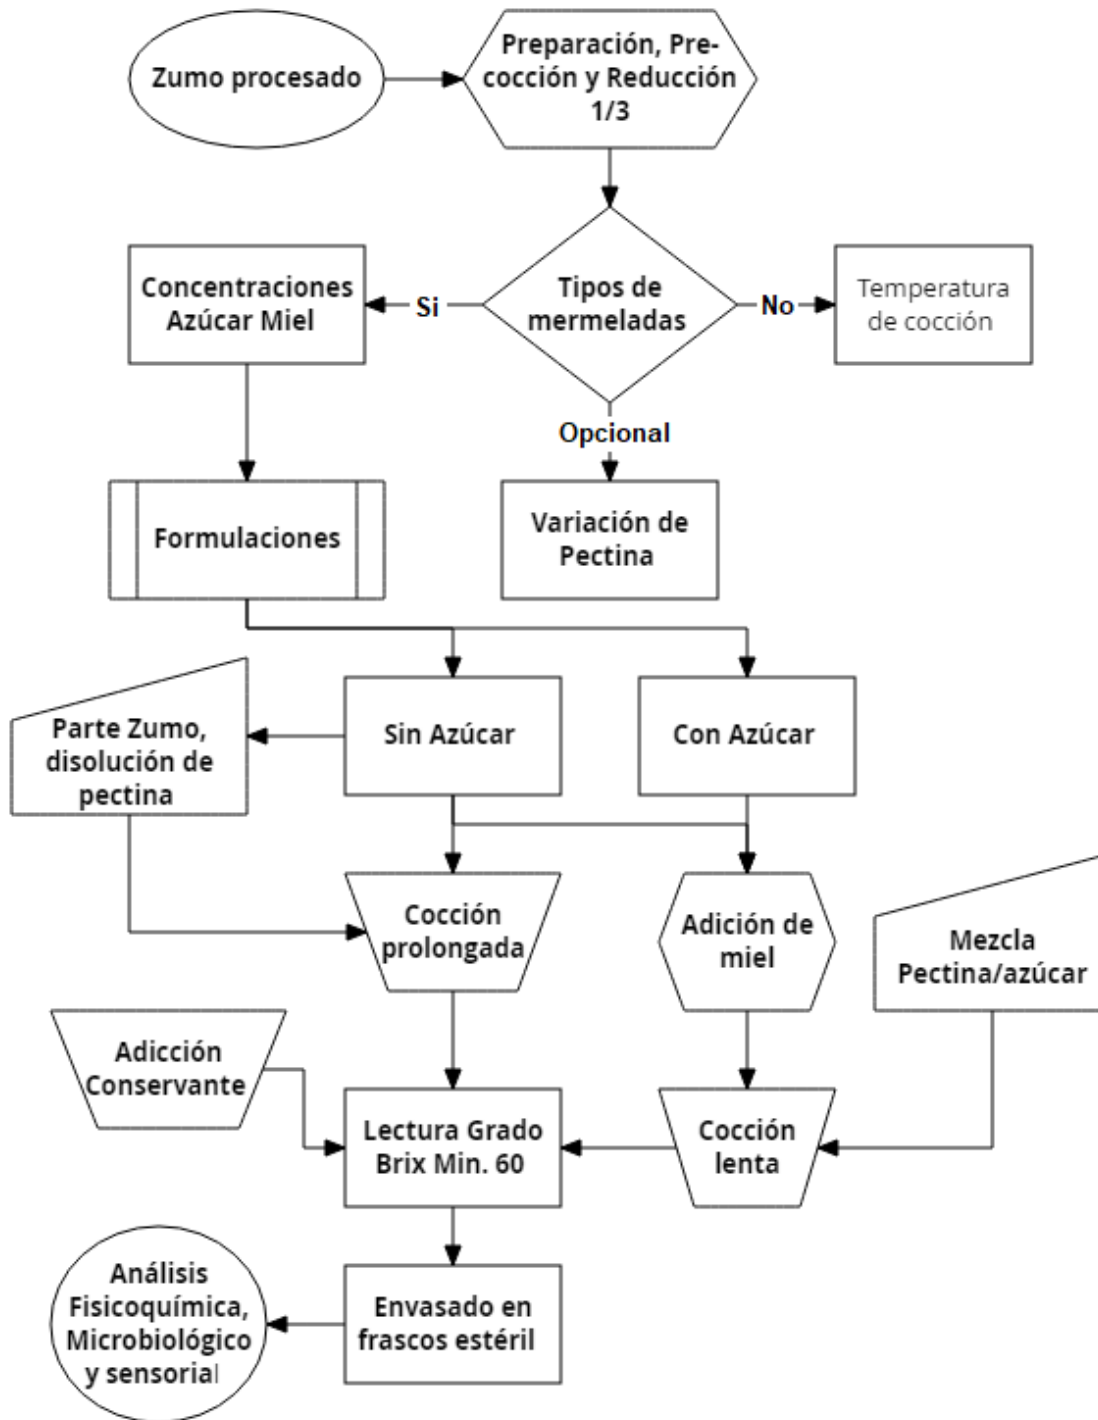 Zumo procesado
Preparación, Pre-
cocción y Reducción
1/3
Concentraciones
Azúcar Miel
Si
Tipos de
mermeladas
No
Temperatura
de cocción
Opcional
Formulaciones
Variación de
Pectina
Parte Zumo,
disolución de
pectina
Sin Azúcar
Con Azúcar
Cocción
prolongada
Adición de
miel
Mezcla
Pectina/azúcar
Adicción
Conservante
Lectura Grado
Brix Min. 60
Cocción
lenta
Análisis
Fisicoquímica,
Microbiológico
y sensorial
Envasado en
frascos estéril